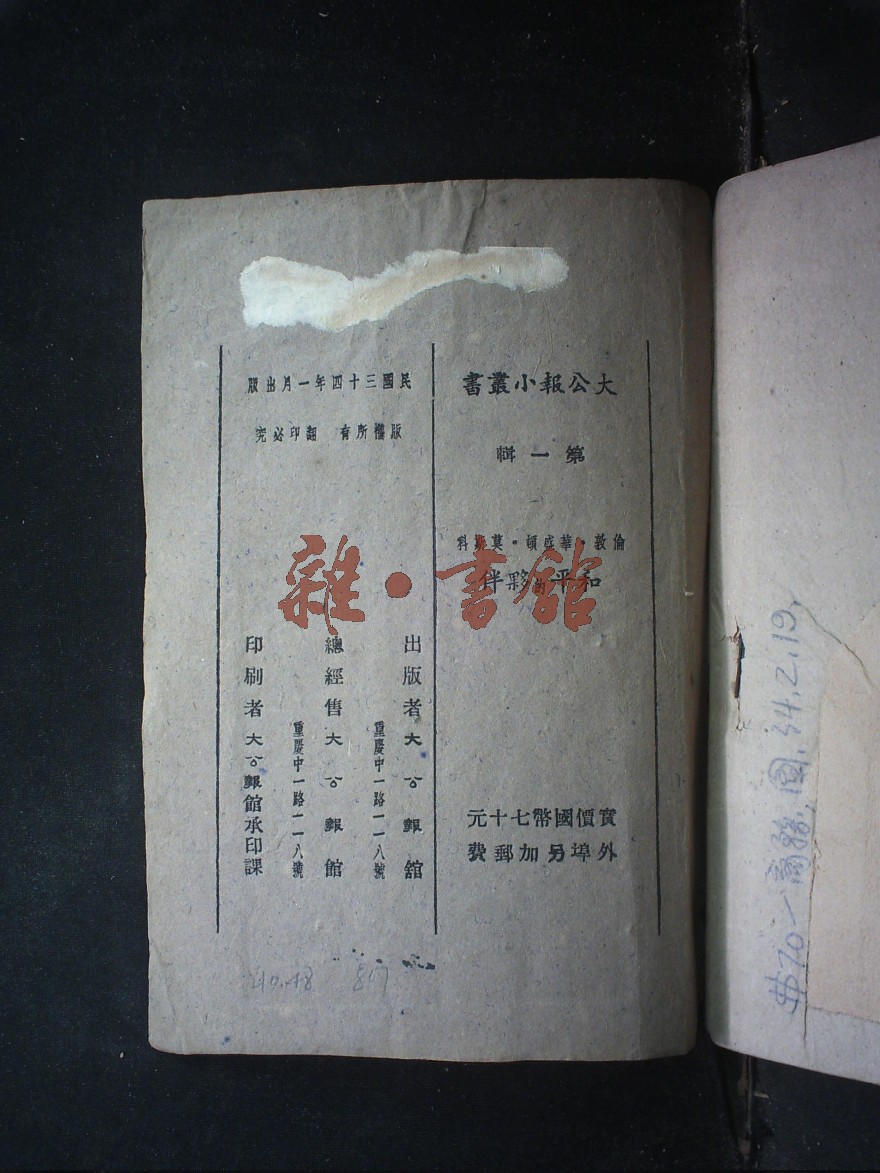 大公報小叢書
第一輯
倫敦・華盛頓・莫斯科
和平的夥伴
實價國幣七十元
外埠另加郵費
民國三十四年一月出版
版權所有 翻印必究
出版者 大公報館
重慶中一路一一八號
總經售 大公報館
重慶中一路一一八號
印刷者 大公報館承印課
雜・書館
$70—
34.2.19.